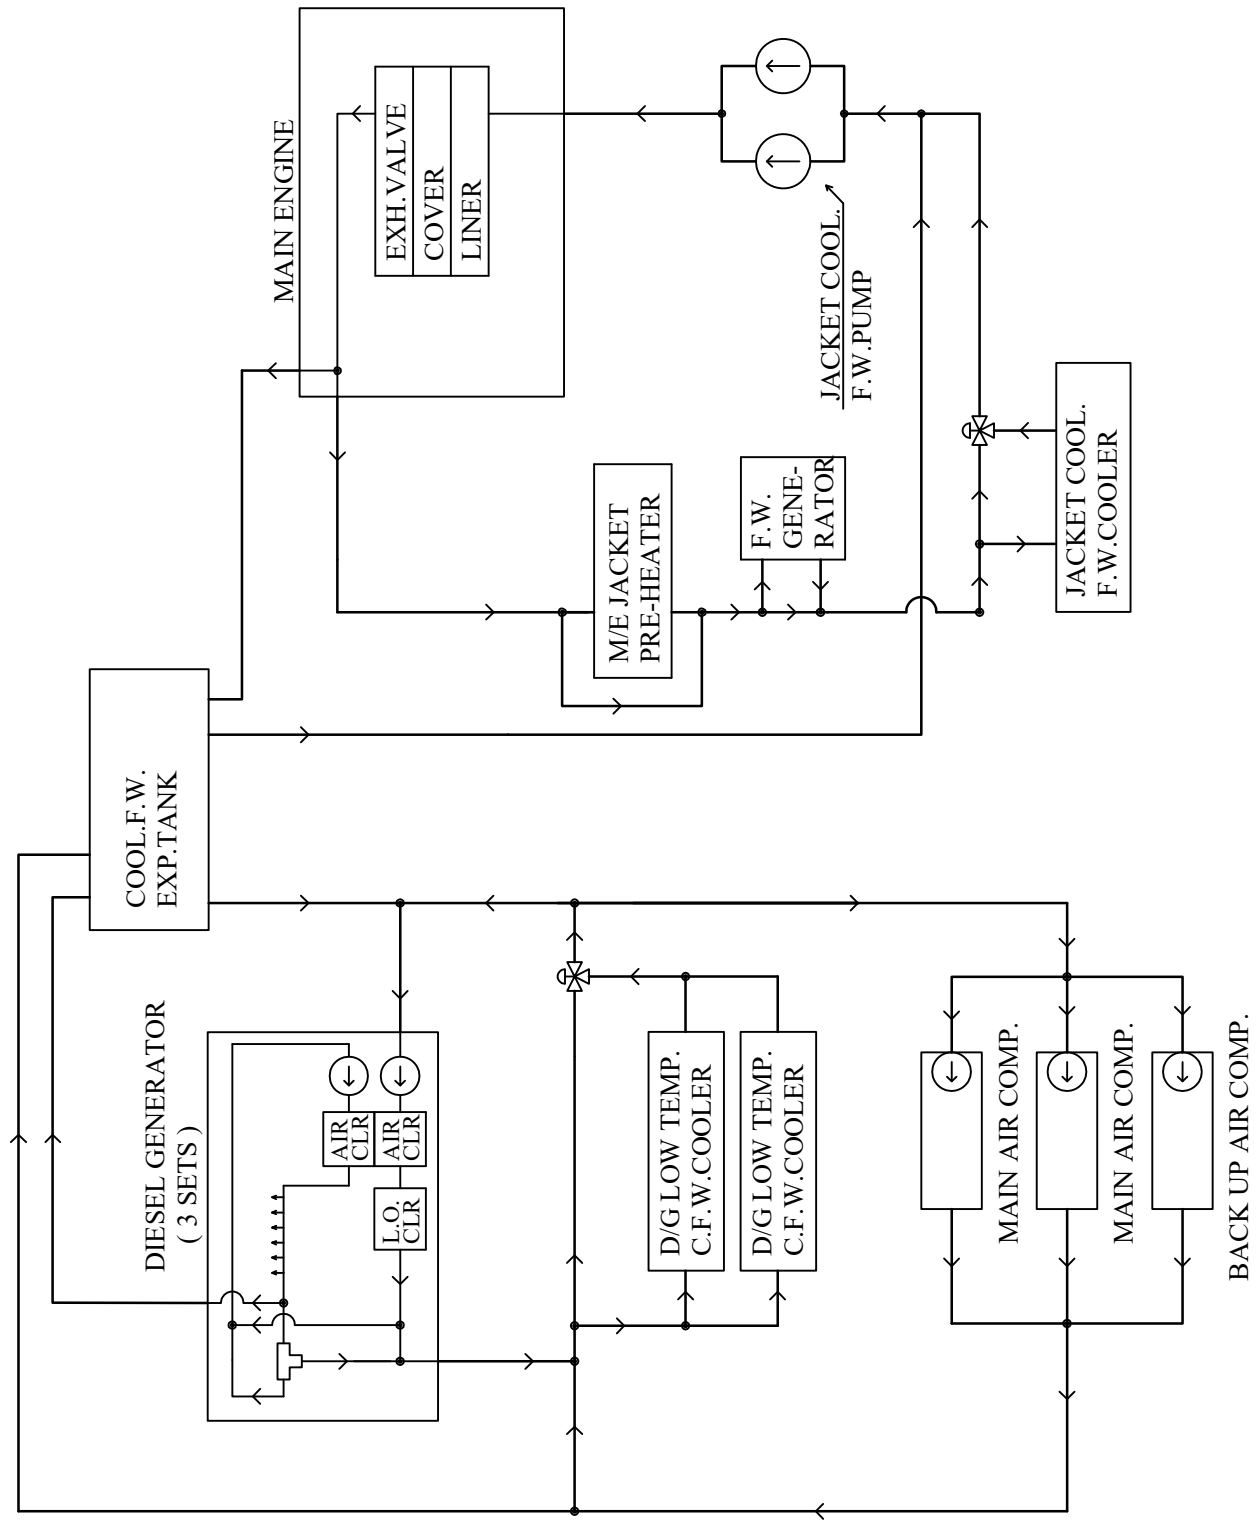 COOL.F.W.
EXP.TANK
MAIN ENGINE
EXH.VALVE
COVER
LINER
DIESEL GENERATOR
( 3 SETS )
AIR
CLR
AIR
CLR
L.O.
CLR
M/E JACKET
PRE-HEATER
F.W.
GENE-
RATOR
JACKET COOL.
F.W.PUMP
D/G LOW TEMP.
C.F.W.COOLER
D/G LOW TEMP.
C.F.W.COOLER
JACKET COOL.
F.W.COOLER
MAIN AIR COMP.
MAIN AIR COMP.
BACK UP AIR COMP.